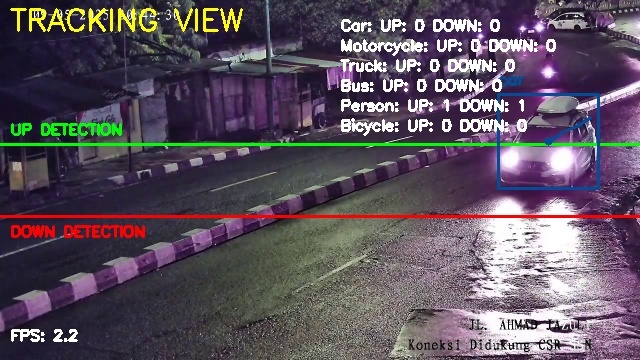 TRACKING VIEW
Car: UP: 0 DOWN: 0
Motorcycle: UP: 0 DOWN: 0
Truck: UP: 0 DOWN: 0
Bus: UP: 0 DOWN: 0
Person: UP: 1 DOWN: 1
Bicycle: UP: 0 DOWN: 0
UP DETECTION
DOWN DETECTION
FPS: 2.2
JL. AHMAD JAZUL
Koneksi Didukung CSR